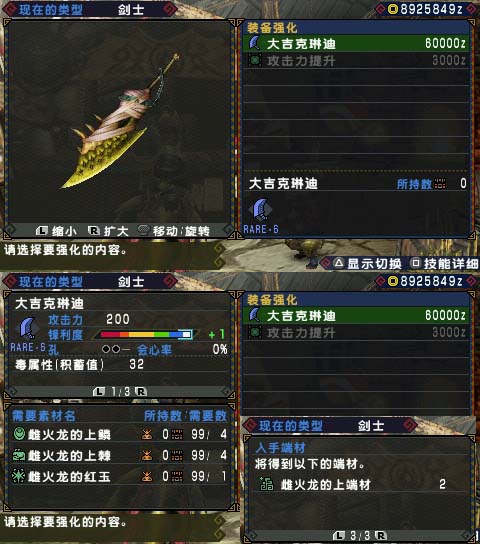 现在的类型 剑士
8925849z
装备强化
大吉克琳迪 60000z
攻击力提升 3000z
大吉克琳迪 所持数 0
RARE-6
L 缩小 R 扩大 移动/旋转
请选择要强化的内容。
△显示切换 □技能详细
现在的类型 剑士
8925849z
大吉克琳迪
攻击力 200
锋利度 +1
RARE-6 孔 ○○— 会心率 0%
毒属性(积蓄值) 32
L 1/3 R
装备强化
大吉克琳迪 60000z
攻击力提升 3000z
需要素材名 所持数/需要数
雌火龙的上鳞 0 99/ 4
雌火龙的上棘 0 99/ 4
雌火龙的红玉 0 99/ 1
请选择要强化的内容。
现在的类型 剑士
入手端材
将得到以下的端材。
雌火龙的上端材 2
L 3/3 R